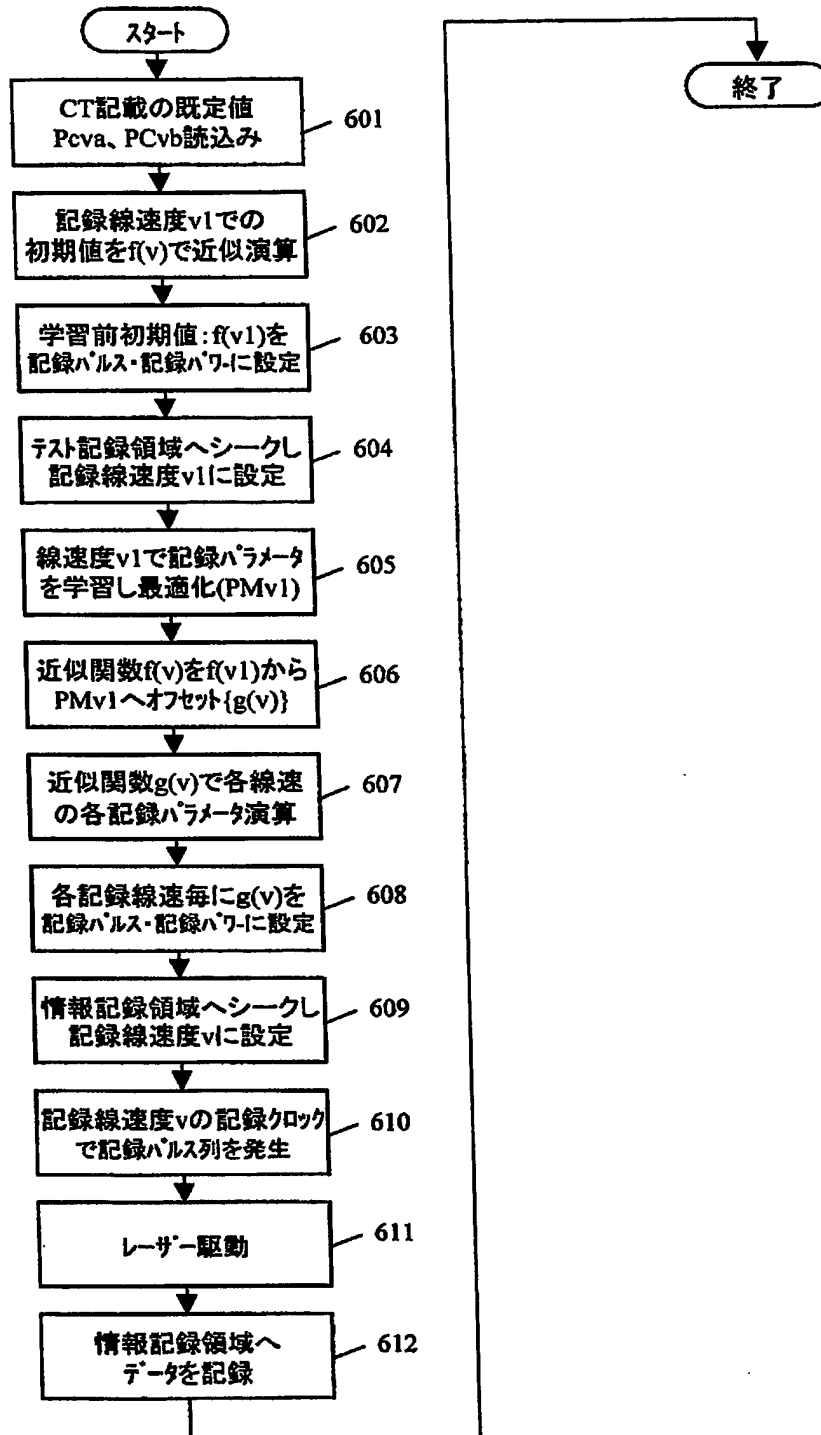 スタート
CT記載の既定値
Pcva、PCvb読込み
601
記録線速度v1での
初期値をf(v)で近似演算
602
学習前初期値:f(v1)を
記録パルス・記録パワーに設定
603
テスト記録領域へシークし
記録線速度v1に設定
604
線速度v1で記録パラメータ
を学習し最適化(PMv1)
605
近似関数f(v)をf(v1)から
PMv1へオフセット{g(v)}
606
近似関数g(v)で各線速
の各記録パラメータ演算
607
各記録線速毎にg(v)を
記録パルス・記録パワーに設定
608
情報記録領域へシークし
記録線速度vに設定
609
記録線速度vの記録クロック
で記録パルス列を発生
610
レーザー駆動
611
情報記録領域へ
データを記録
612
終了